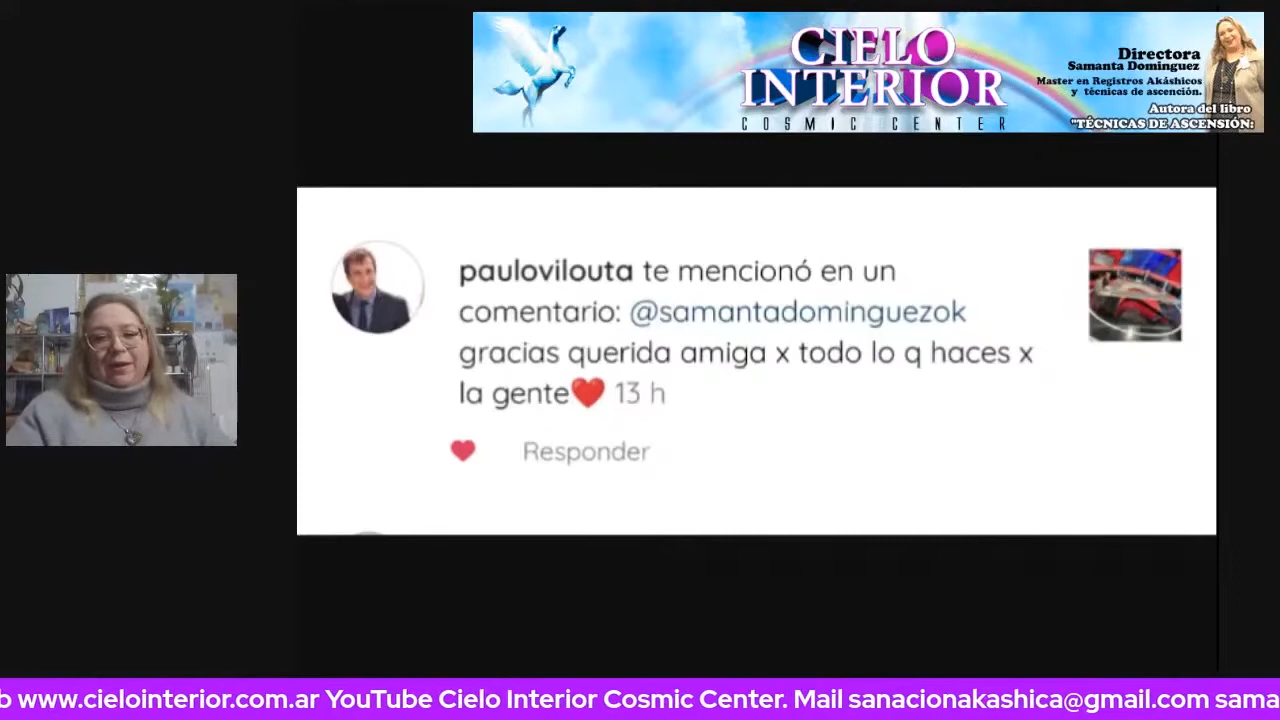 CIELO
INTERIOR
COSMIC CENTER
Directora
Samanta Dominguez
Master en Registros Akáshicos
y técnicas de ascención.
Autora del libro
"TÉCNICAS DE ASCENSIÓN:
paulovilouta te mencionó en un
comentario: @samantadominguezok
gracias querida amiga x todo lo q haces x
la gente❤️ 13 h
Responder
b www.cielointerior.com.ar YouTube Cielo Interior Cosmic Center. Mail sanacionakashica@gmail.com sama